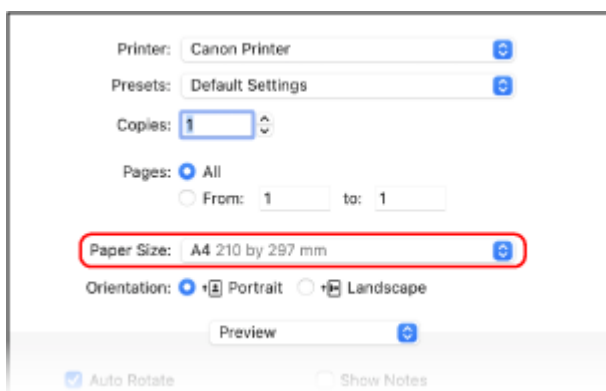 Printer: Canon Printer
Presets: Default Settings
Copies: 1
Pages: All
From: 1 to: 1
Paper Size: A4 210 by 297 mm
Orientation: Portrait Landscape
Preview
Auto Rotate Show Notes